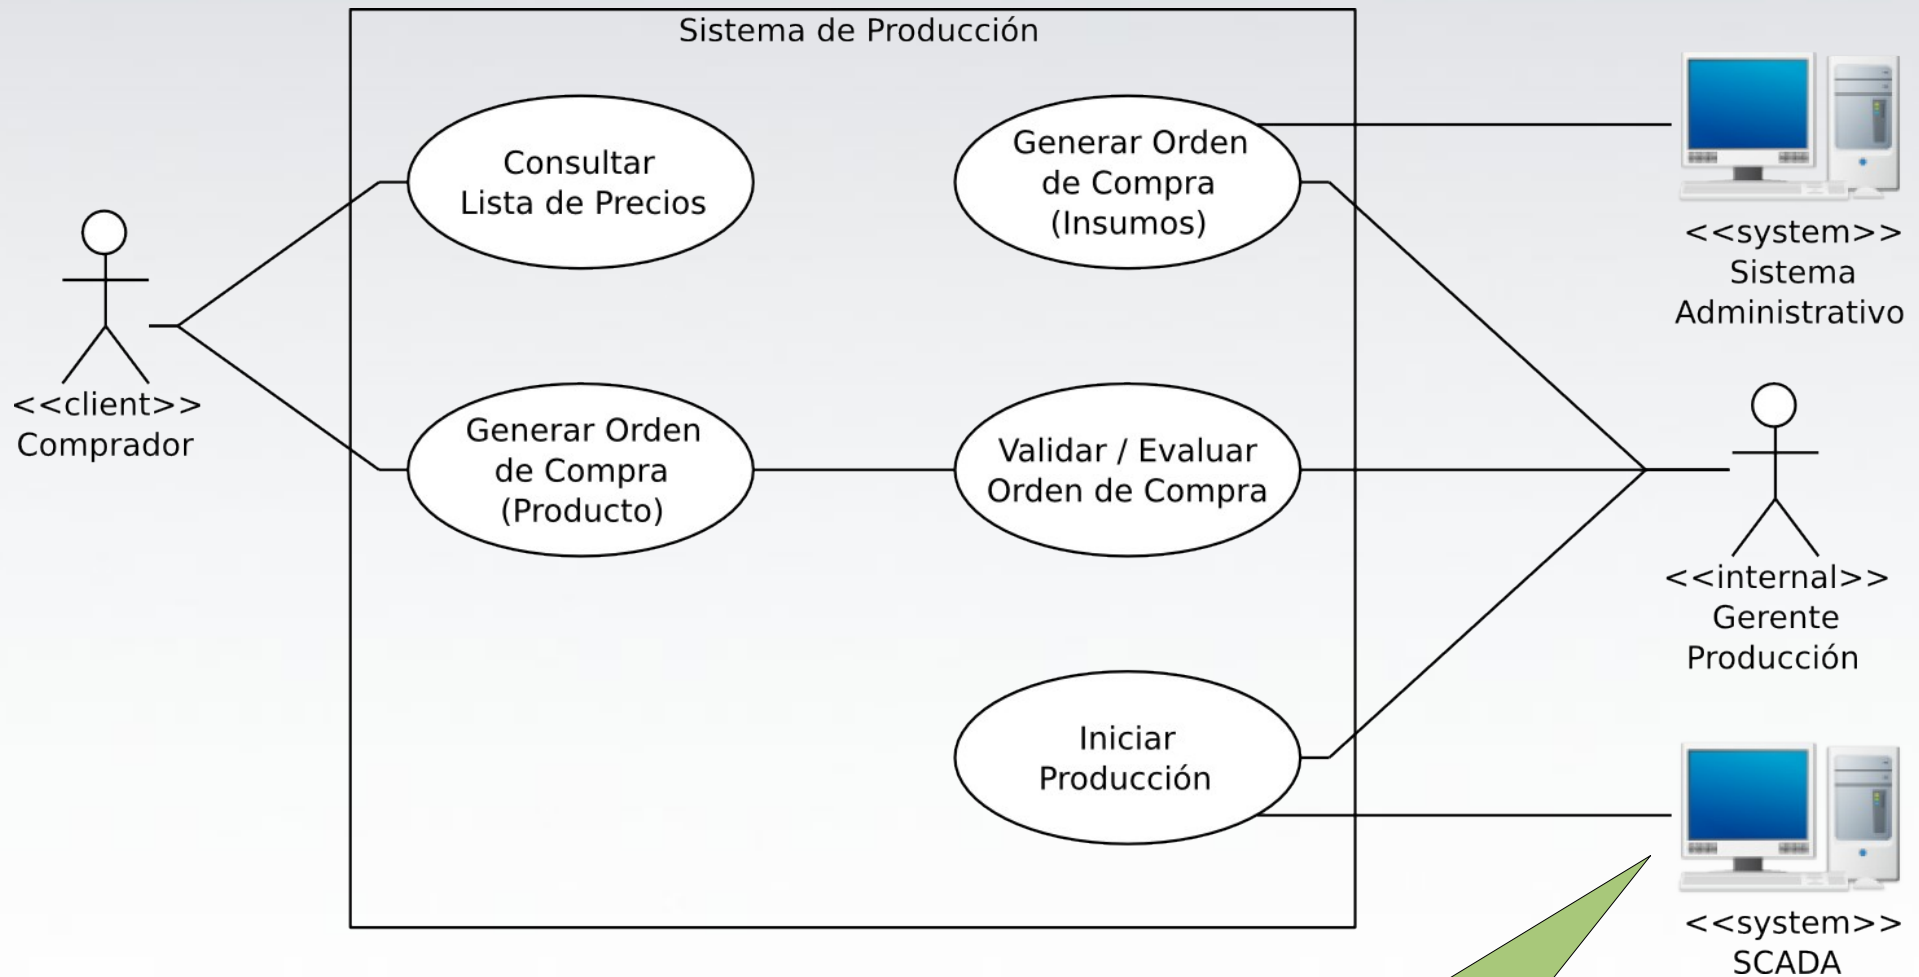 Sistema de Producción
Consultar
Lista de Precios
Generar Orden
de Compra
(Insumos)
<<system>>
Sistema
Administrativo
<<client>>
Comprador
Generar Orden
de Compra
(Producto)
Validar / Evaluar
Orden de Compra
<<internal>>
Gerente
Producción
Iniciar
Producción
<<system>>
SCADA